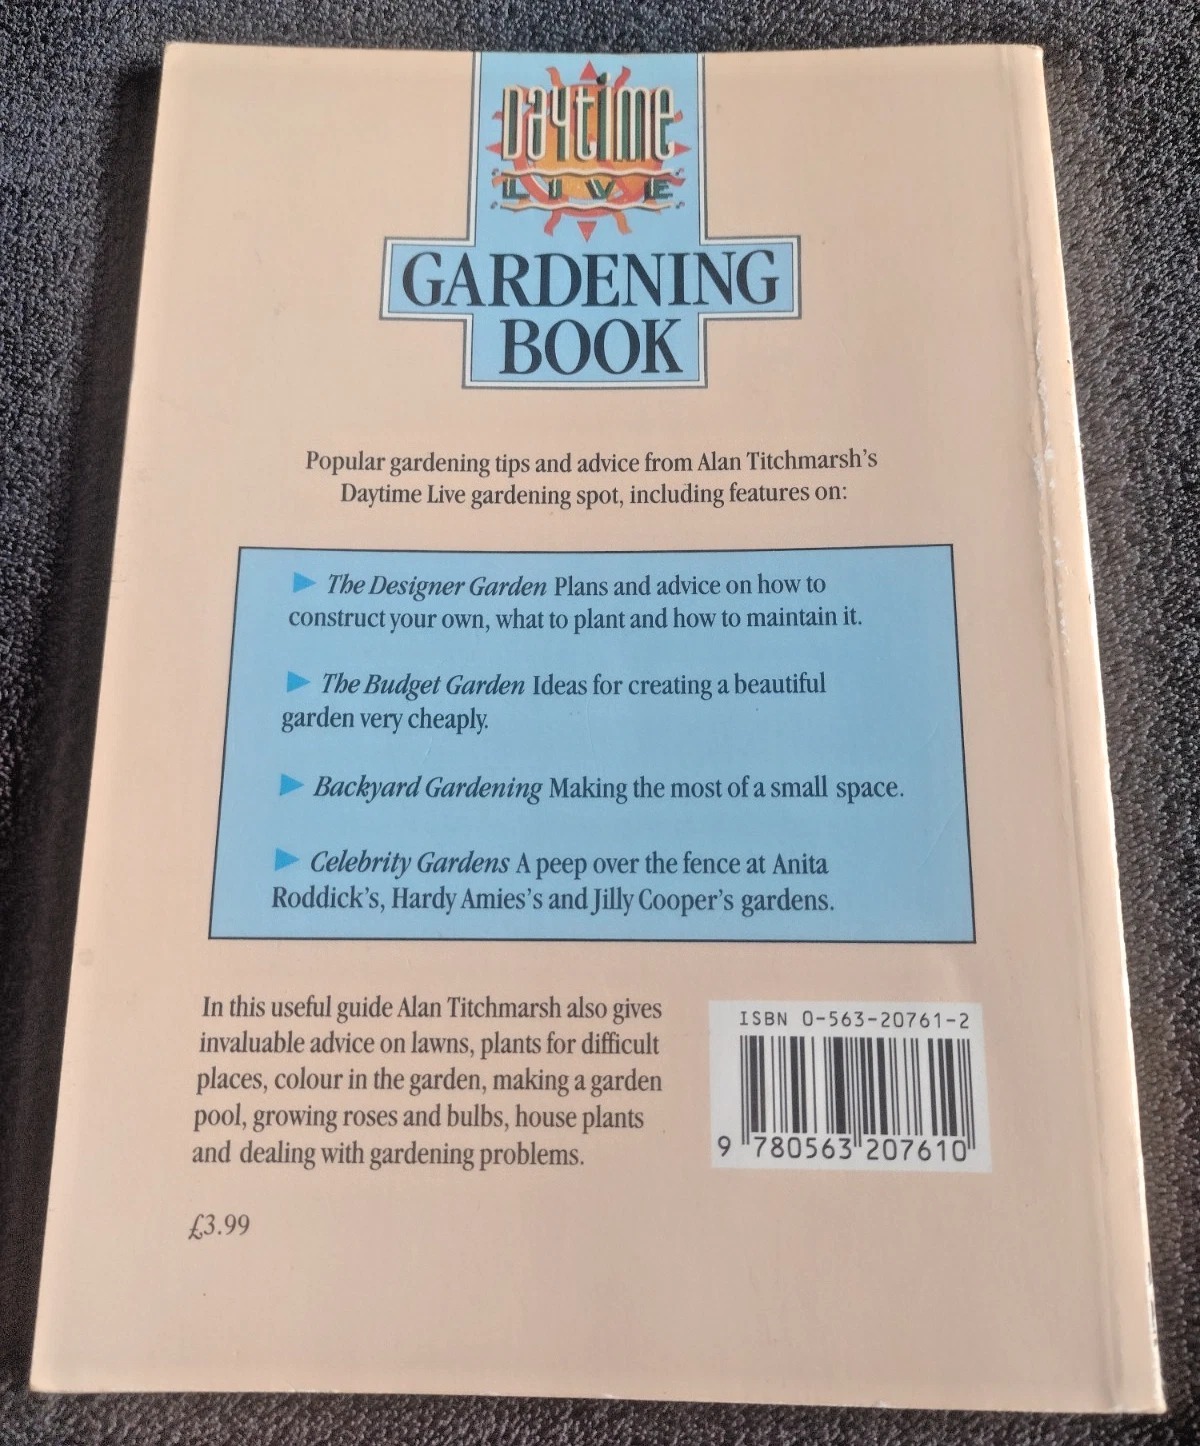 Daytime
LIVE
GARDENING
BOOK
Popular gardening tips and advice from Alan Titchmarsh's
Daytime Live gardening spot, including features on:
The Designer Garden Plans and advice on how to
construct your own, what to plant and how to maintain it.
The Budget Garden Ideas for creating a beautiful
garden very cheaply.
Backyard Gardening Making the most of a small space.
Celebrity Gardens A peep over the fence at Anita
Roddick's, Hardy Amies's and Jilly Cooper's gardens.
In this useful guide Alan Titchmarsh also gives
invaluable advice on lawns, plants for difficult
places, colour in the garden, making a garden
pool, growing roses and bulbs, house plants
and dealing with gardening problems.
£3.99
ISBN 0-563-20761-2
9 780563 207610